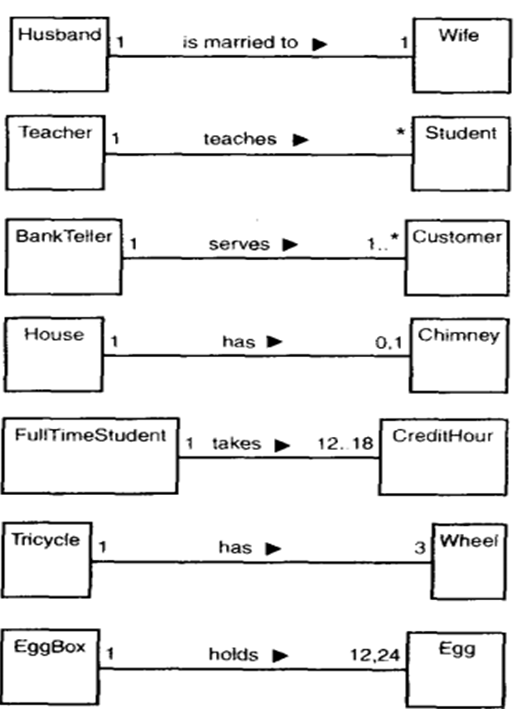 Husband 1 is married to ▶ 1 Wife
Teacher 1 teaches ▶ * Student
BankTeller 1 serves ▶ 1..* Customer
House 1 has ▶ 0,1 Chimney
FullTimeStudent 1 takes ▶ 12..18 CreditHour
Tricycle 1 has ▶ 3 Wheel
EggBox 1 holds ▶ 12,24 Egg